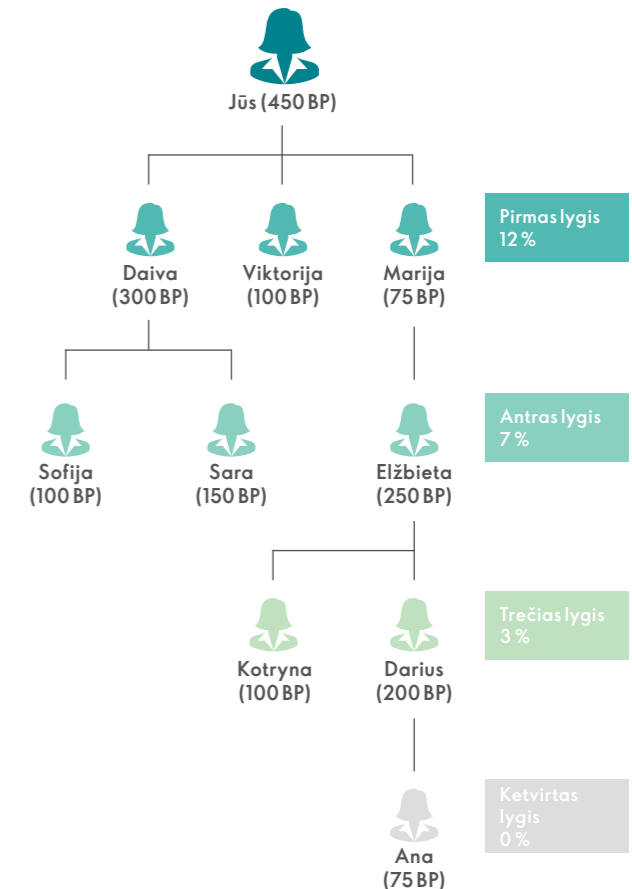 Jūs (450 BP)
Pirmas lygis
12 %
Daiva
(300 BP)
Viktorija
(100 BP)
Marija
(75 BP)
Antras lygis
7 %
Sofija
(100 BP)
Sara
(150 BP)
Elžbieta
(250 BP)
Trečias lygis
3 %
Kotryna
(100 BP)
Darius
(200 BP)
Ketvirtas
lygis
0 %
Ana
(75 BP)